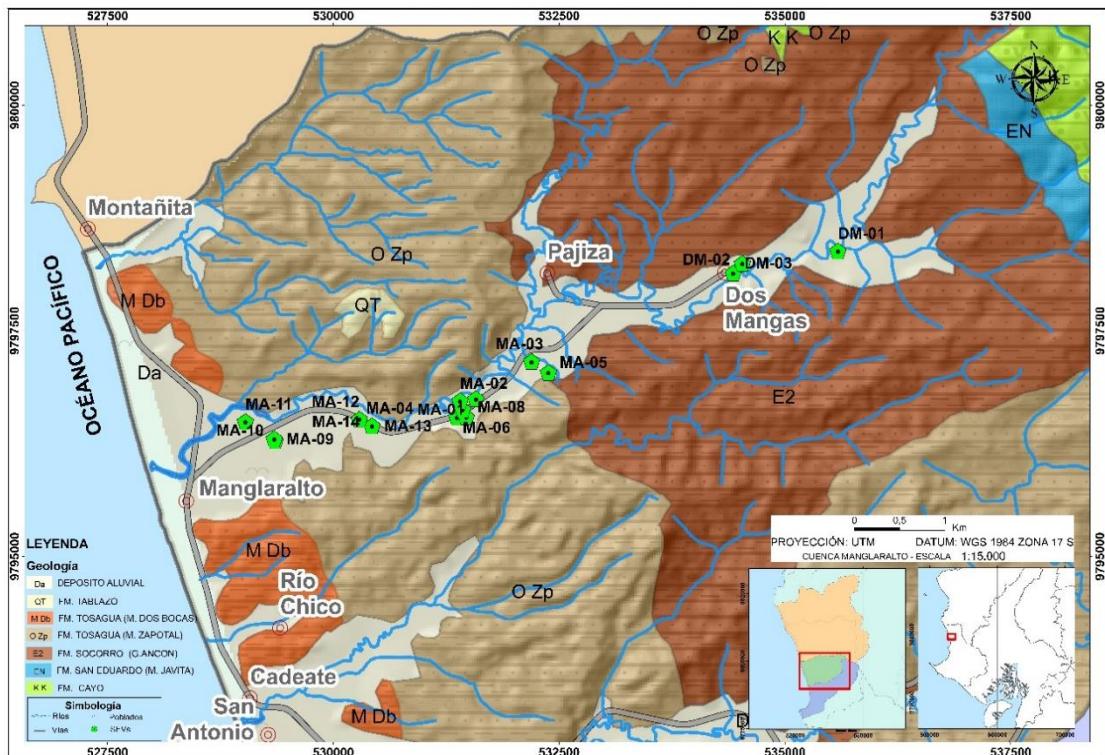 527500 530000 532500 535000 537500
9800000
9797500
9795000
9800000
9797500
9795000
O Zp
K K
O Zp
O Zp
N
W
E
S
EN
Montañita
O Zp
Pajiza
DM-01
DM-02
DM-03
Dos
Mangas
M Db
QT
OCÉANO PACÍFICO
Da
MA-03
MA-05
MA-02
MA-12
MA-04
MA-01
MA-08
MA-11
MA-14
MA-13
MA-06
MA-10
MA-09
E2
Manglaralto
M Db
Río
Chico
O Zp
Cadeate
San
Antonio
M Db
LEYENDA
Geología
Da DEPOSITO ALUVIAL
QT FM. TABLAZO
M Db FM. TOSAGUA (M. DOS BOCAS)
O Zp FM. TOSAGUA (M. ZAPOTAL)
E2 FM. SOCORRO (G.ANCON)
EN FM. SAN EDUARDO (M. JAVITA)
K K FM. CAYO
Simbología
Ríos Poblados
Vías SEVs
0 0,5 1
Km
PROYECCIÓN: UTM DATUM: WGS 1984 ZONA 17 S
CUENCA MANGLARALTO - ESCALA 1:15.000
527500 530000 532500 535000 537500